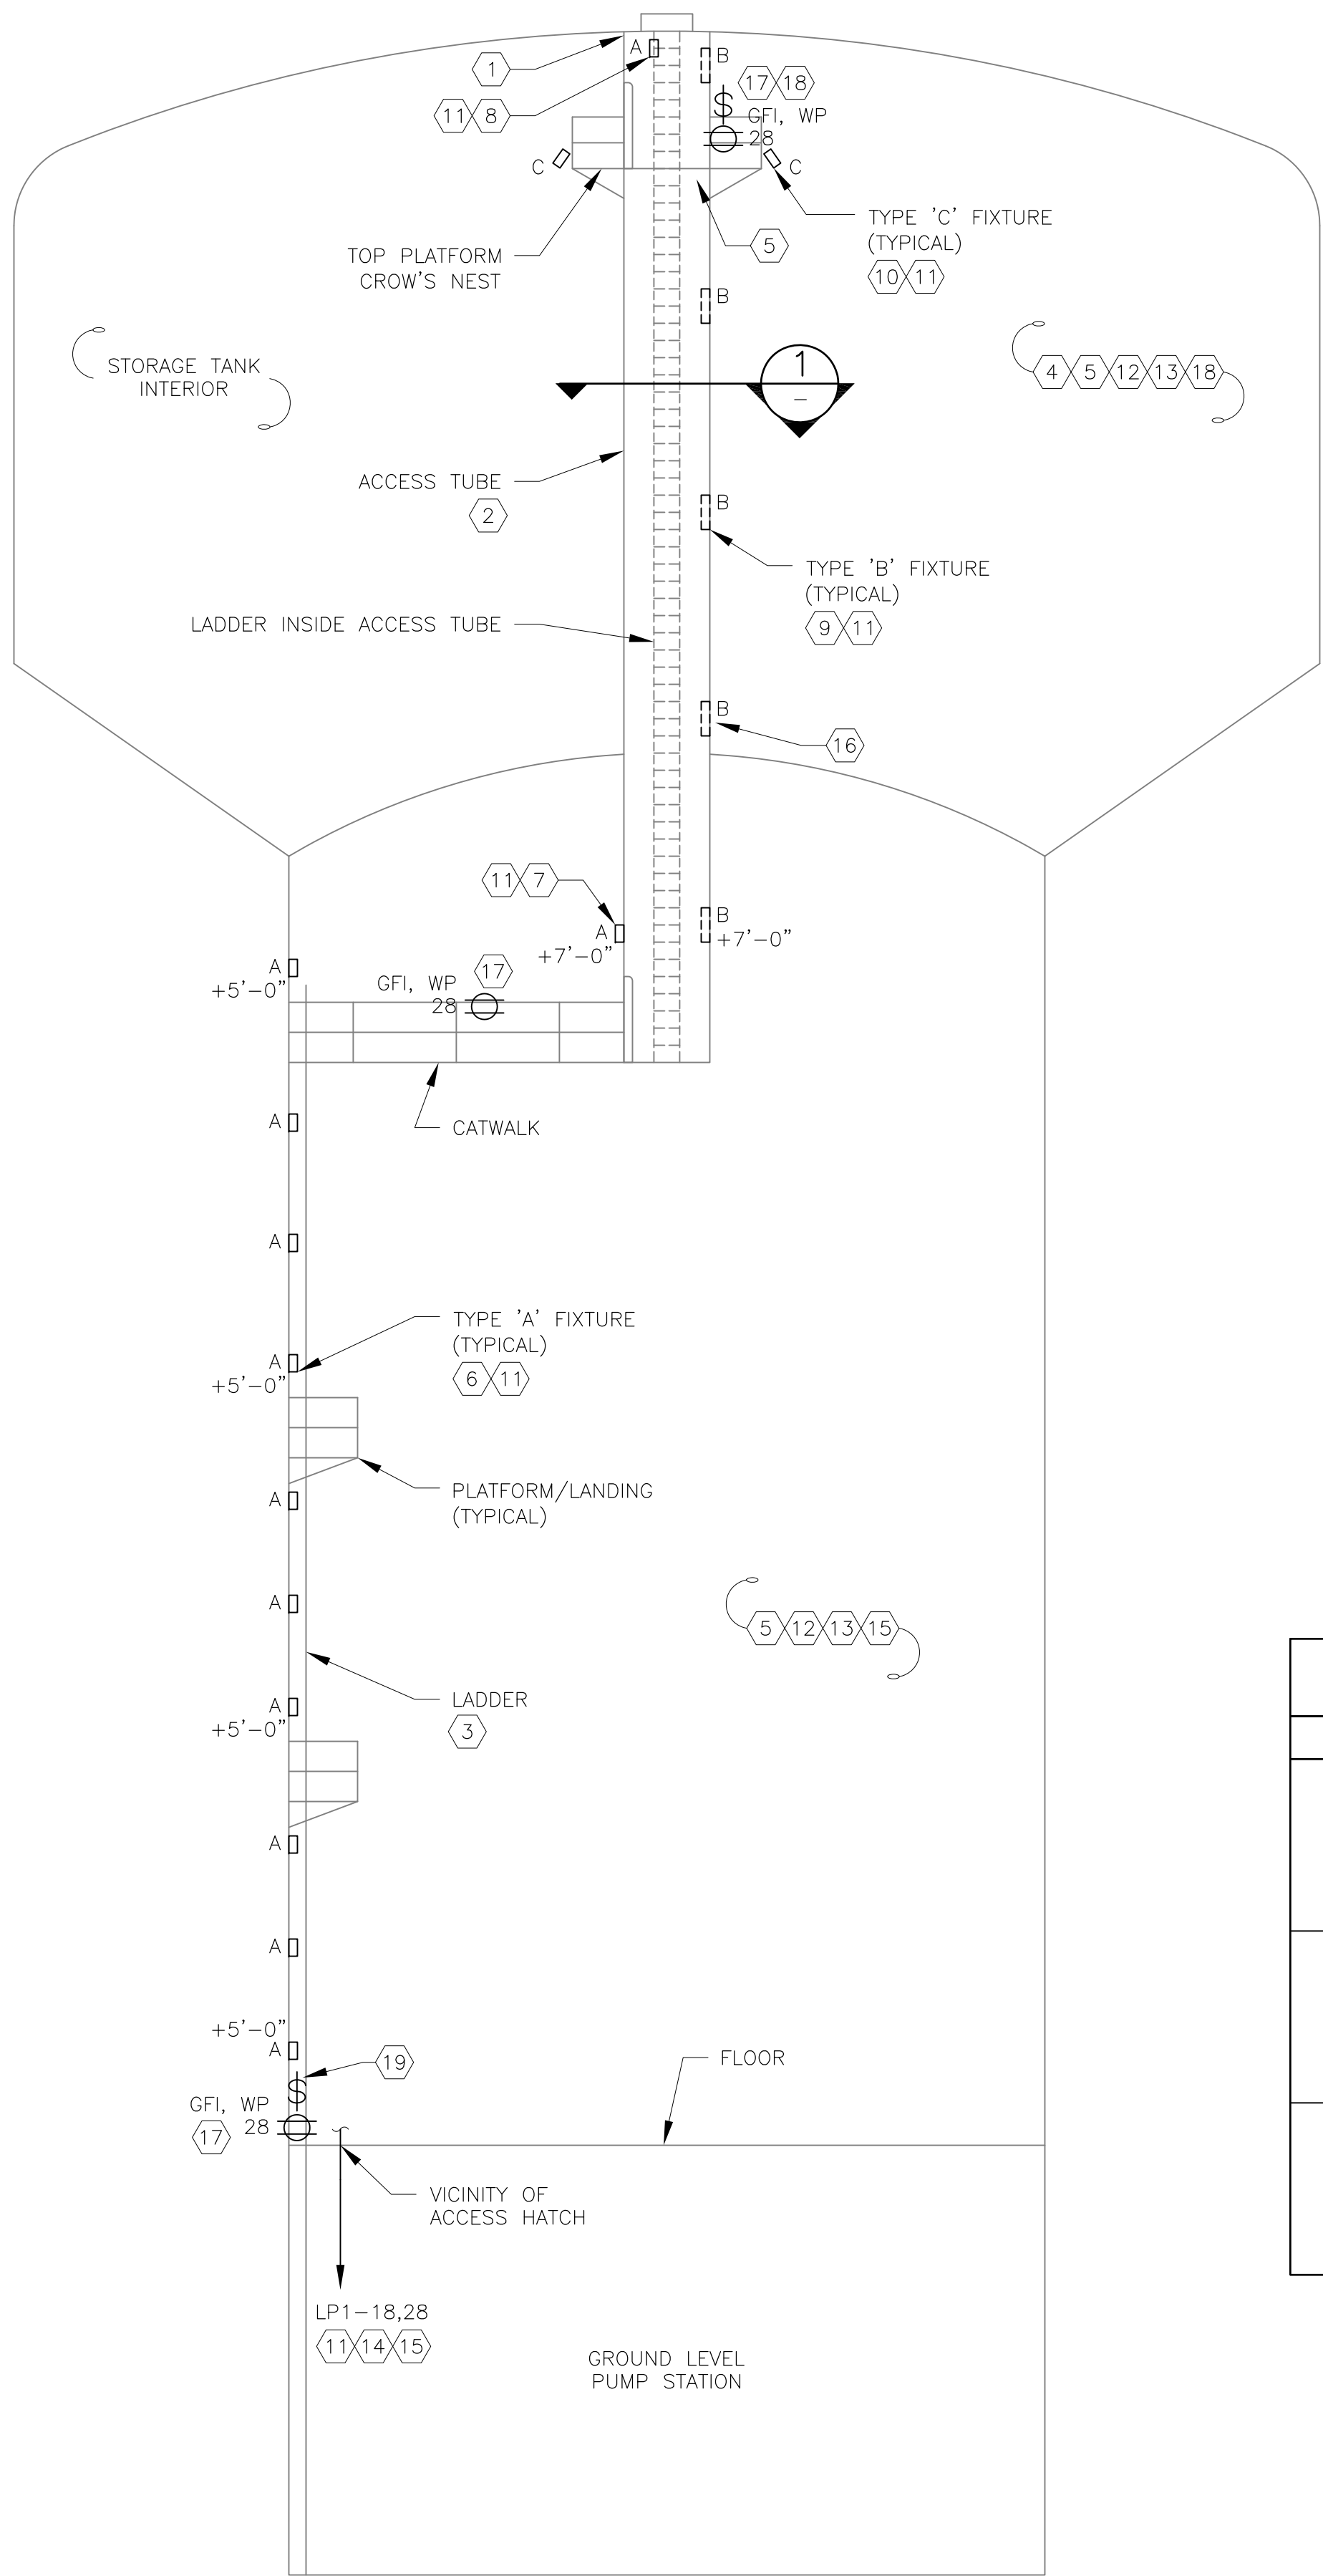 A
B
1
17 18
11 8
$
GFI, WP
28
C
C
TYPE 'C' FIXTURE
(TYPICAL)
10 11
5
TOP PLATFORM
CROW'S NEST
B
STORAGE TANK
INTERIOR
1
–
4 5 12 13 18
ACCESS TUBE
2
B
TYPE 'B' FIXTURE
(TYPICAL)
9 11
LADDER INSIDE ACCESS TUBE
B
16
11 7
A
+7'-0"
B
+7'-0"
A
+5'-0"
GFI, WP
28
17
A
CATWALK
A
TYPE 'A' FIXTURE
(TYPICAL)
6 11
A
+5'-0"
PLATFORM/LANDING
(TYPICAL)
A
A
5 12 13 15
LADDER
3
A
+5'-0"
A
A
+5'-0"
A
19
FLOOR
$
GFI, WP
28
17
VICINITY OF
ACCESS HATCH
LP1-18,28
11 14 15
GROUND LEVEL
PUMP STATION